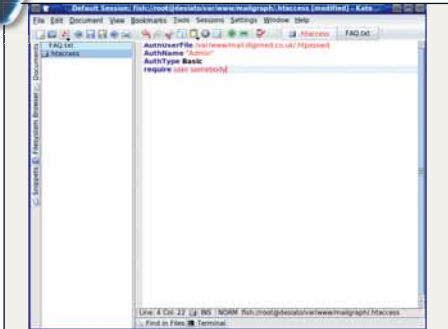 Default Session: fish://root@desiato/var/www/mailgraph/.htaccess [modified] - Kate
File Edit Document View Bookmarks Tools Sessions Settings Window Help
.htaccess FAQ.txt
Documents
Filesystem Browser
Snippets
FAQ.txt
.htaccess
AuthUserFile /var/www/mail.digimed.co.uk/.htpasswd
AuthName "Admin"
AuthType Basic
require user somebody
Line: 4 Col: 22 INS NORM fish://root@desiato/var/www/mailgraph/.htaccess
Find in Files Terminal